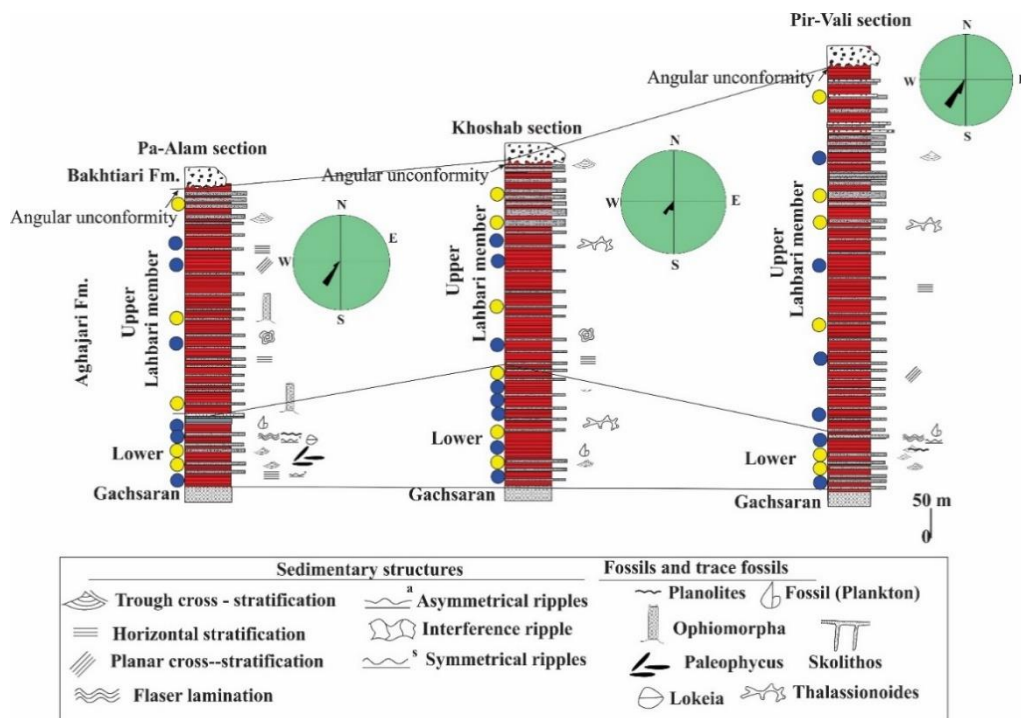 Pir-Vali section
N
W
S
Angular unconformity
Khoshab section
Angular unconformity
N
W
E
S
Pa-Alam section
Bakhtiari Fm.
Angular unconformity
N
E
W
S
Aghajari Fm.
Upper
Lahbari member
Lower
Gachsaran
Upper
Lahbari member
Lower
Gachsaran
Upper
Lahbari member
Lower
Gachsaran
50 m
0
Sedimentary structures
Trough cross - stratification
Horizontal stratification
Planar cross--stratification
Flaser lamination
a
Asymmetrical ripples
Interference ripple
s
Symmetrical ripples
Fossils and trace fossils
Planolites
Fossil (Plankton)
Ophiomorpha
Paleophycus
Skolithos
Lokeia
Thalassionoides